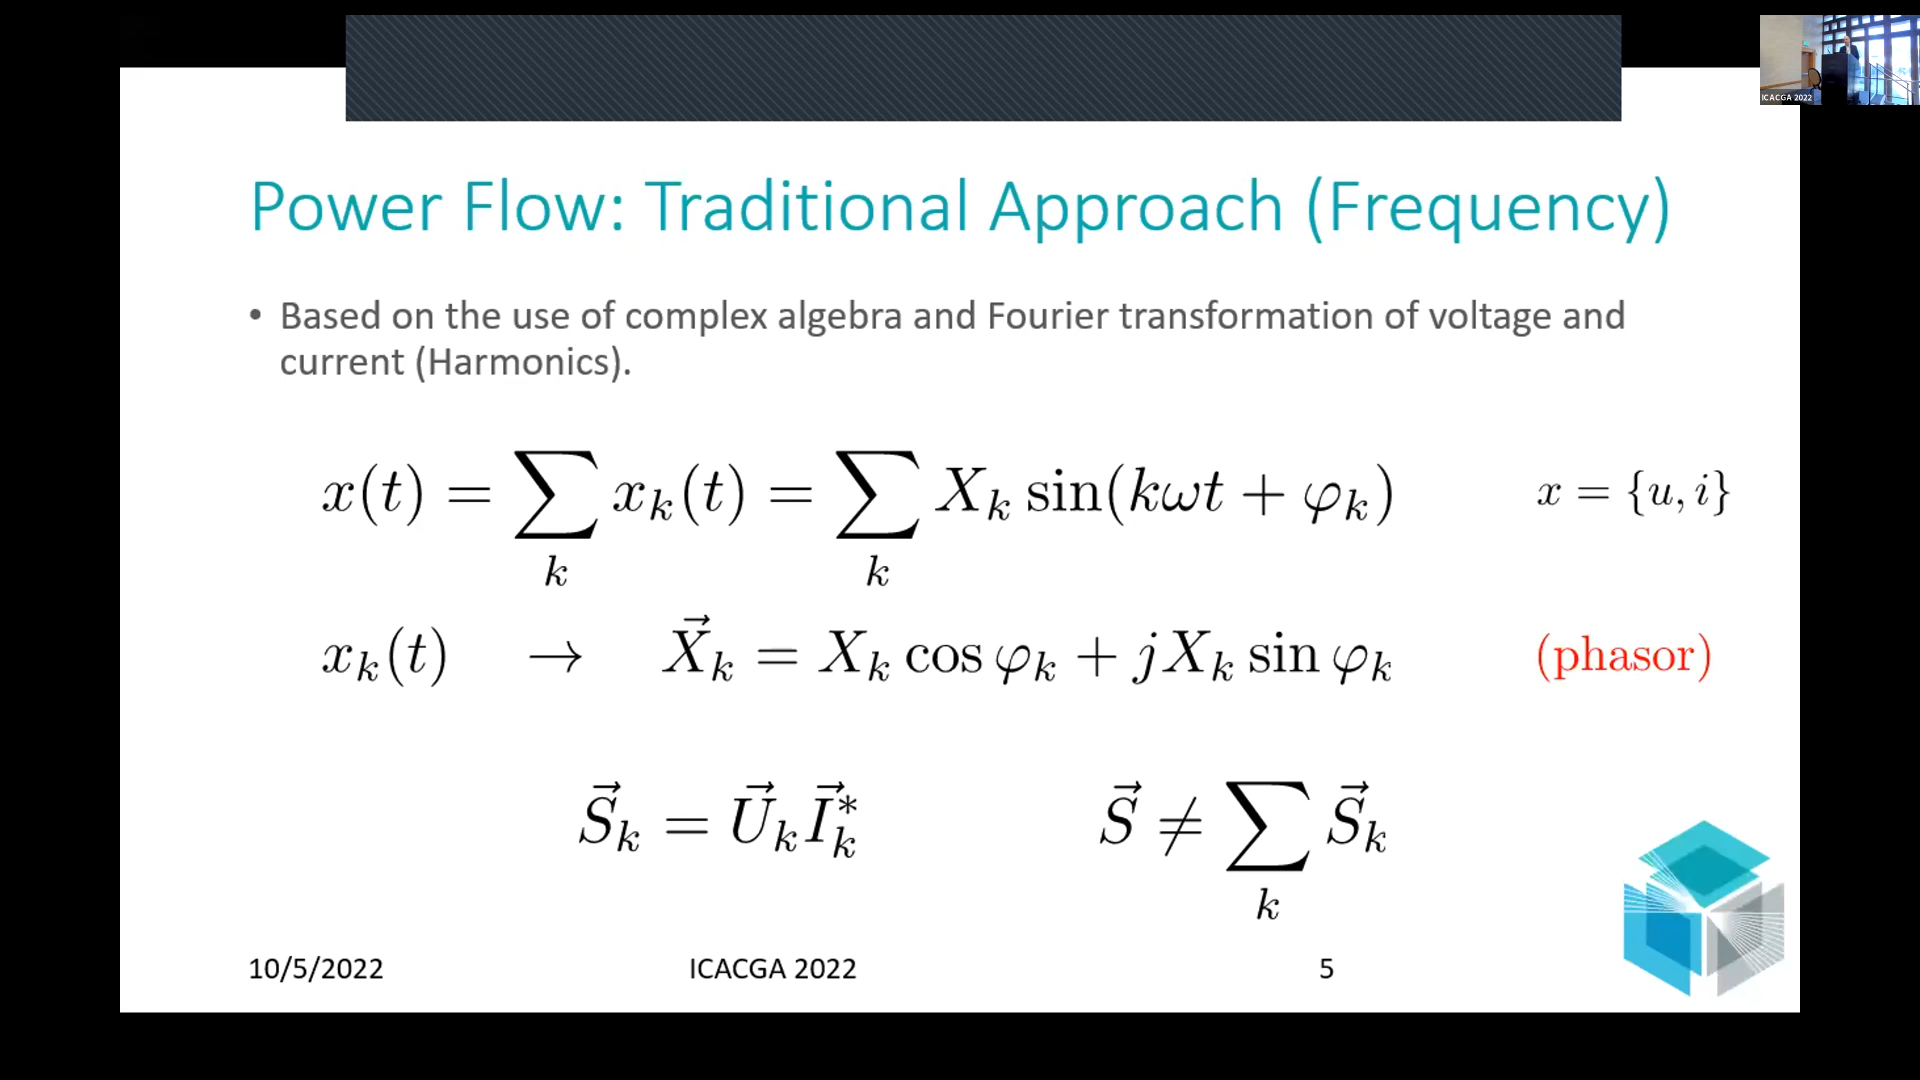 ICACGA 2022
Power Flow: Traditional Approach (Frequency)
• Based on the use of complex algebra and Fourier transformation of voltage and
current (Harmonics).
x(t) = ∑_k x_k(t) = ∑_k X_k sin(kωt + φ_k) x = {u, i}
x_k(t) → X⃗_k = X_k cos φ_k + jX_k sin φ_k (phasor)
S⃗_k = U⃗_k I⃗_k^* S⃗ ≠ ∑_k S⃗_k
10/5/2022 ICACGA 2022 5